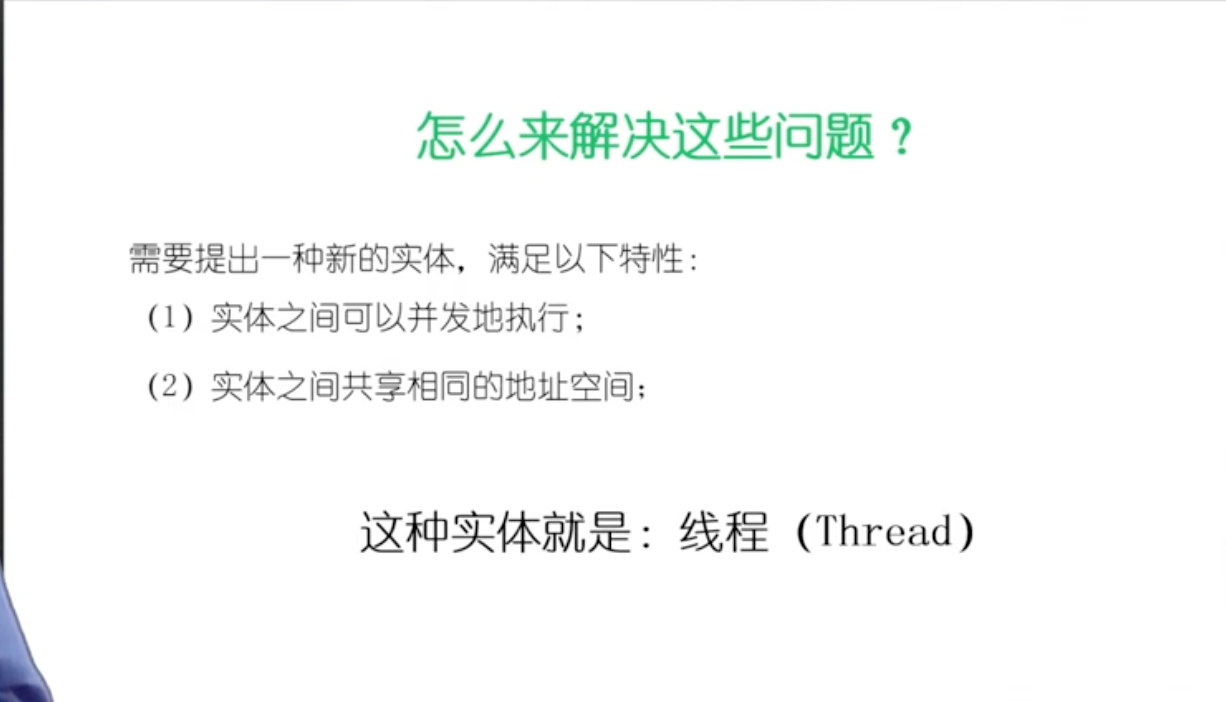 怎么来解决这些问题？
需要提出一种新的实体，满足以下特性：
（1）实体之间可以并发地执行；
（2）实体之间共享相同的地址空间；
这种实体就是：线程（Thread）